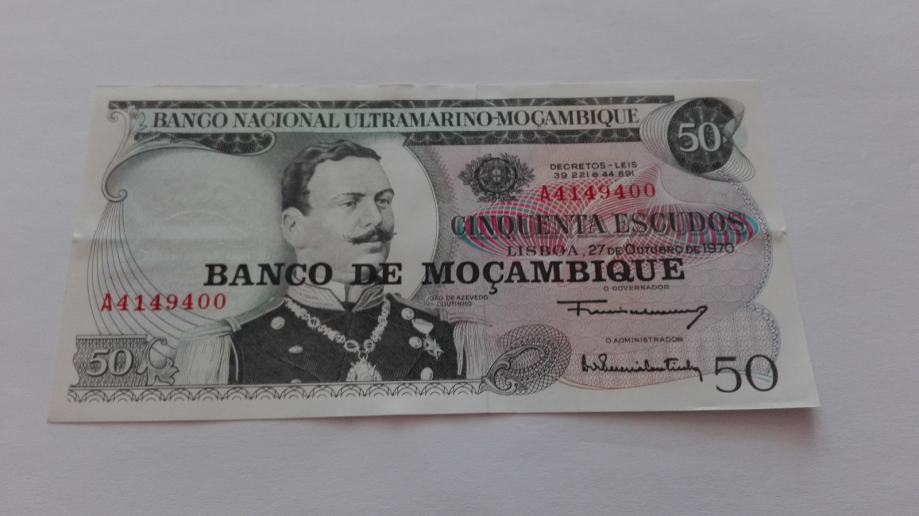 BANCO NACIONAL ULTRAMARINO-MOÇAMBIQUE
50
DECRETOS-LEIS
39 221 e 44 891
A4149400
CINQUENTA ESCUDOS
LISBOA, 27 DE OUTUBRO DE 1970
BANCO DE MOÇAMBIQUE
O GOVERNADOR
A4149400
JOÃO DE AZEVEDO
COUTINHO
O ADMINISTRADOR
50
50